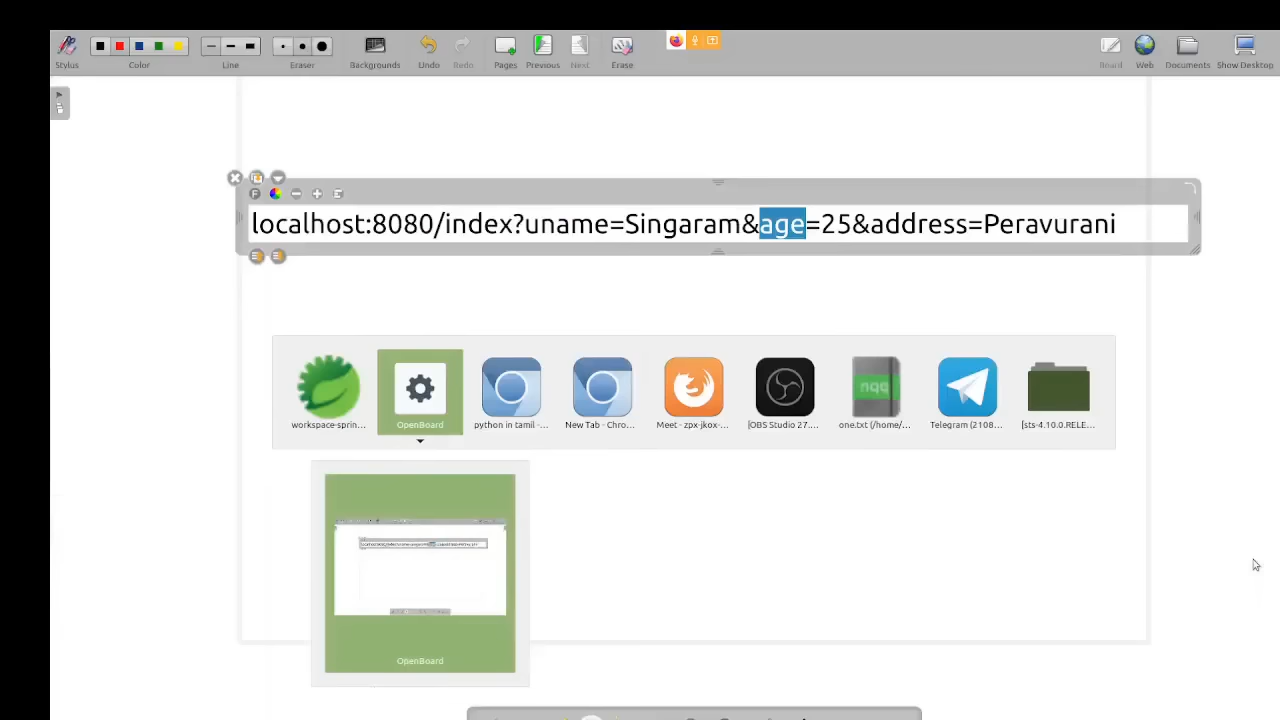 Stylus
Color
Line
Eraser
Backgrounds
Undo
Redo
Pages
Previous
Next
Erase
Board
Web
Documents
Show Desktop
localhost:8080/index?uname=Singaram&age=25&address=Peravurani
workspace-sprin...
OpenBoard
python in tamil -...
New Tab - Chro...
Meet - zpx-jkox-...
[OBS Studio 27....
one.txt (/home/...
Telegram (2108...
[sts-4.10.0.RELE...
nqq
OpenBoard